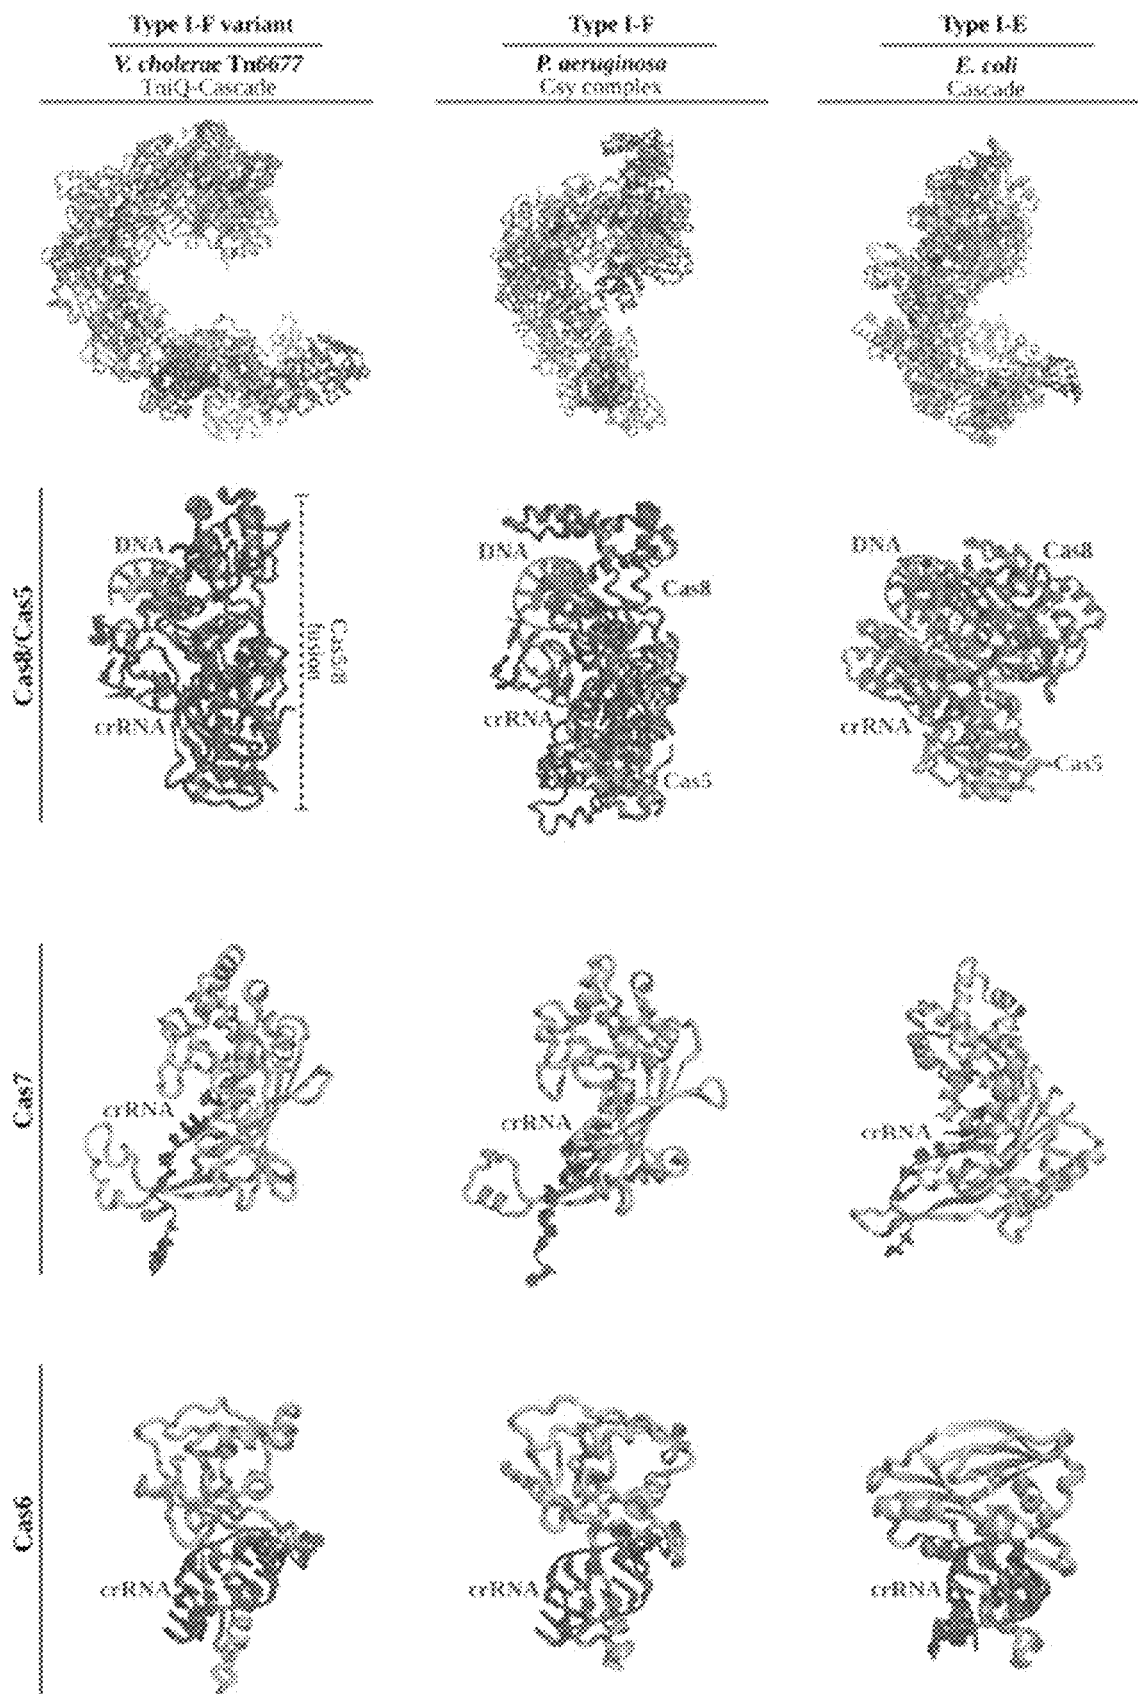 Type I-F variant
V. cholerae Tn6677
TniQ-Cascade
Type I-F
P. aeruginosa
Csy complex
Type I-E
E. coli
Cascade
Cas8/Cas5
DNA
crRNA
Cas5/8
fusion
DNA
Cas8
crRNA
Cas5
DNA
Cas8
crRNA
Cas5
Cas7
crRNA
crRNA
crRNA
Cas6
crRNA
crRNA
crRNA